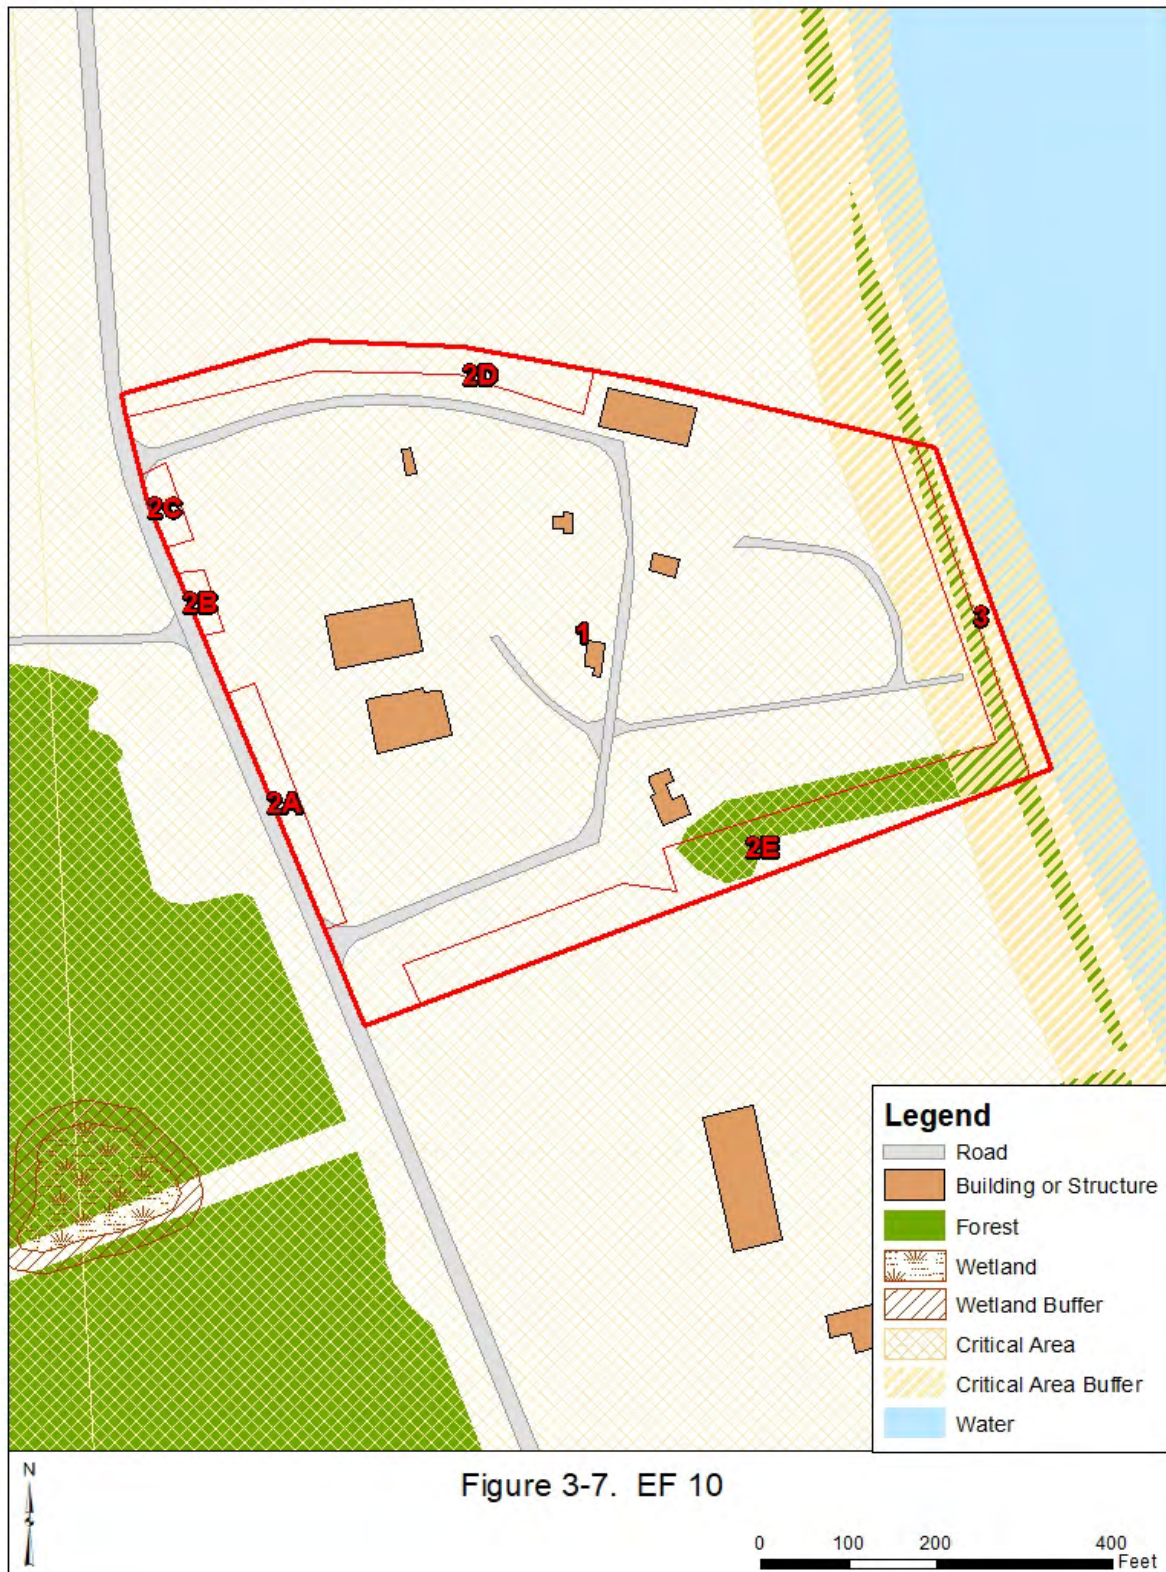 2D
2C
2B
1
3
2A
2E
Legend
Road
Building or Structure
Forest
Wetland
Wetland Buffer
Critical Area
Critical Area Buffer
Water
N
Figure 3-7. EF 10
0 100 200 400
Feet